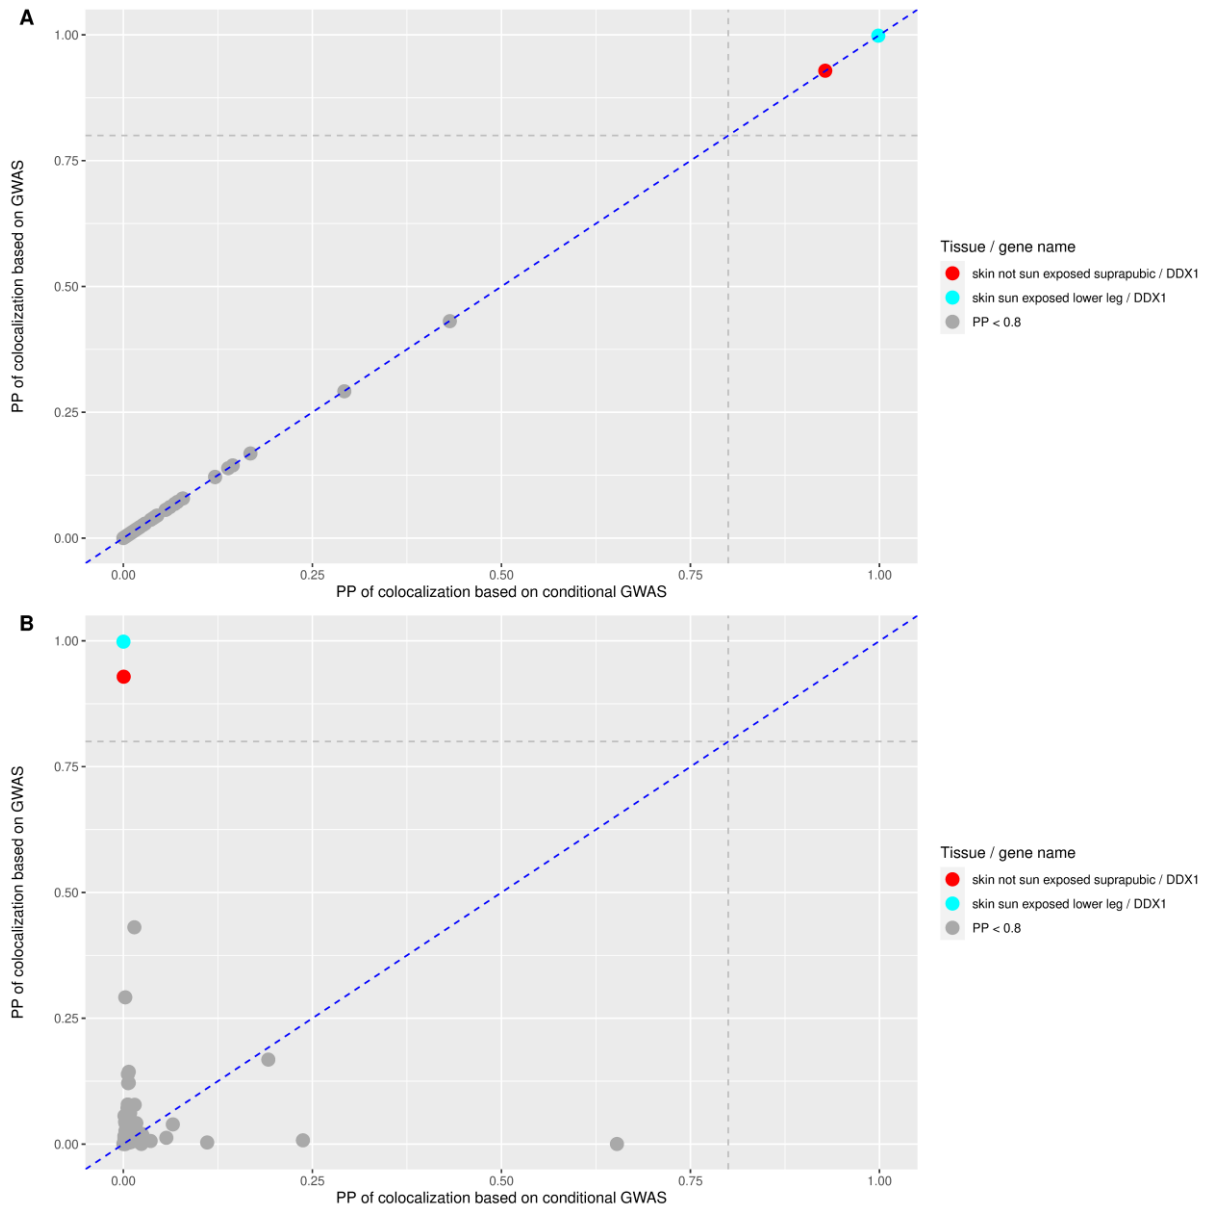 A
PP of colocalization based on GWAS
1.00
0.75
0.50
0.25
0.00
0.00 0.25 0.50 0.75 1.00
PP of colocalization based on conditional GWAS
Tissue / gene name
skin not sun exposed suprapubic / DDX1
skin sun exposed lower leg / DDX1
PP < 0.8
B
PP of colocalization based on GWAS
1.00
0.75
0.50
0.25
0.00
0.00 0.25 0.50 0.75 1.00
PP of colocalization based on conditional GWAS
Tissue / gene name
skin not sun exposed suprapubic / DDX1
skin sun exposed lower leg / DDX1
PP < 0.8